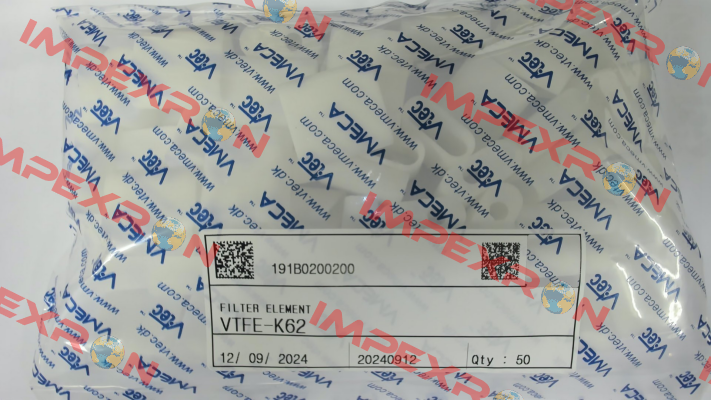 VMECA
www.vmeca.com
Vtec
www.vtec.dk
IMPEXRON
191B0200200
FILTER ELEMENT
VTFE-K62
12/ 09/ 2024
20240912
Qty : 50